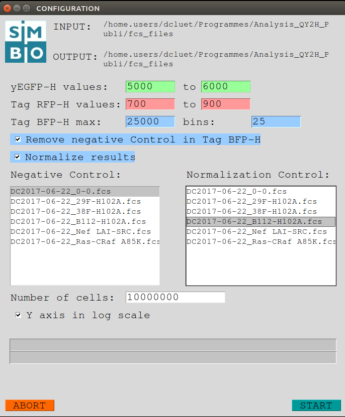 CONFIGURATION
SiM
BIO
INPUT: /home.users/dcluet/Programmes/Analysis_QY2H_P
ubli/fcs_files
OUTPUT: /home.users/dcluet/Programmes/Analysis_QY2H_P
ubli/fcs_files
yEGFP-H values: 5000 to 6000
Tag RFP-H values: 700 to 900
Tag BFP-H max: 25000 bins: 25
Remove negative Control in Tag BFP-H
Normalize results
Negative Control: Normalization Control:
DC2017-06-22_0-0.fcs DC2017-06-22_0-0.fcs
DC2017-06-22_29F-H102A.fcs DC2017-06-22_29F-H102A.fcs
DC2017-06-22_38F-H102A.fcs DC2017-06-22_38F-H102A.fcs
DC2017-06-22_B112-H102A.fcs DC2017-06-22_B112-H102A.fcs
DC2017-06-22_Nef LAI-SRC.fcs DC2017-06-22_Nef LAI-SRC.fcs
DC2017-06-22_Ras-CRaf A85K.fcs DC2017-06-22_Ras-CRaf A85K.fcs
Number of cells: 10000000
Y axis in log scale
ABORT START